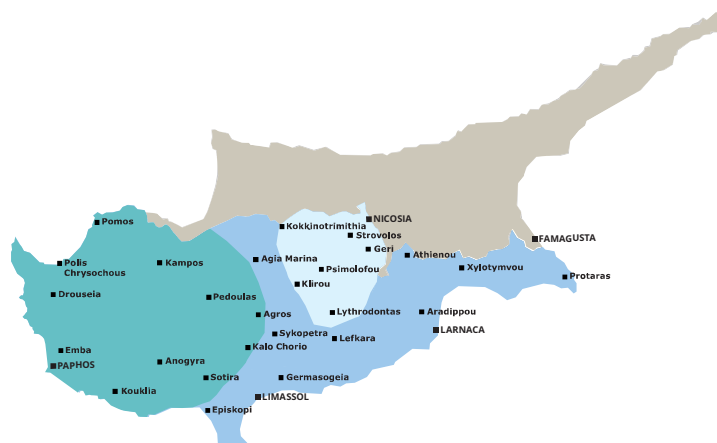 Pomos
NICOSIA
Kokkinotrimithia
Strovolos
FAMAGUSTA
Geri
Athienou
Agia Marina
Polis
Chrysochous
Kampos
Psimolofou
Xylotymvou
Protaras
Klirou
Drouseia
Pedoulas
Lythrodontas
Aradippou
Agros
LARNACA
Sykopetra
Lefkara
Kalo Chorio
Emba
Anogyra
PAPHOS
Sotira
Germasogeia
Kouklia
LIMASSOL
Episkopi